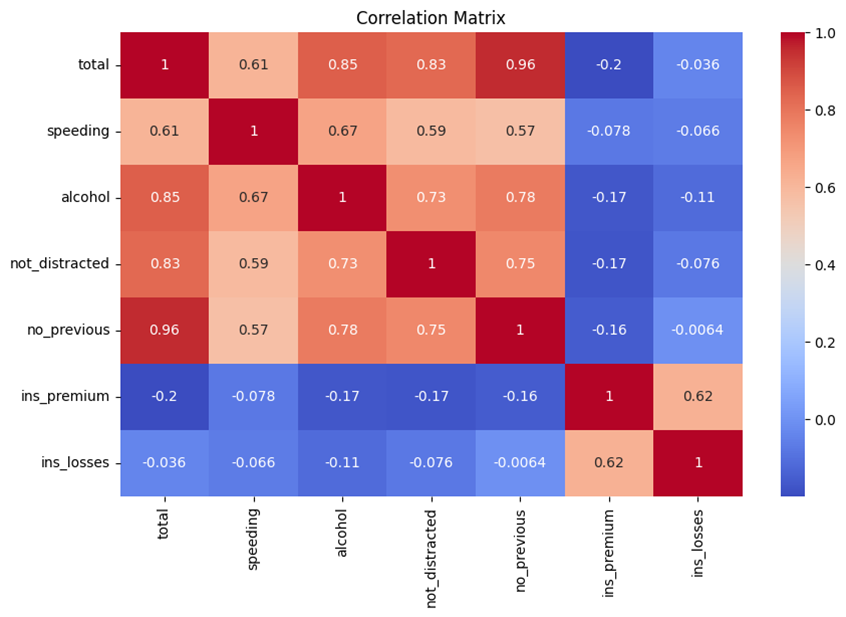 Correlation Matrix
total 1 0.61 0.85 0.83 0.96 -0.2 -0.036
speeding 0.61 1 0.67 0.59 0.57 -0.078 -0.066
alcohol 0.85 0.67 1 0.73 0.78 -0.17 -0.11
not_distracted 0.83 0.59 0.73 1 0.75 -0.17 -0.076
no_previous 0.96 0.57 0.78 0.75 1 -0.16 -0.0064
ins_premium -0.2 -0.078 -0.17 -0.17 -0.16 1 0.62
ins_losses -0.036 -0.066 -0.11 -0.076 -0.0064 0.62 1
total speeding alcohol not_distracted no_previous ins_premium ins_losses
1.0
0.8
0.6
0.4
0.2
0.0